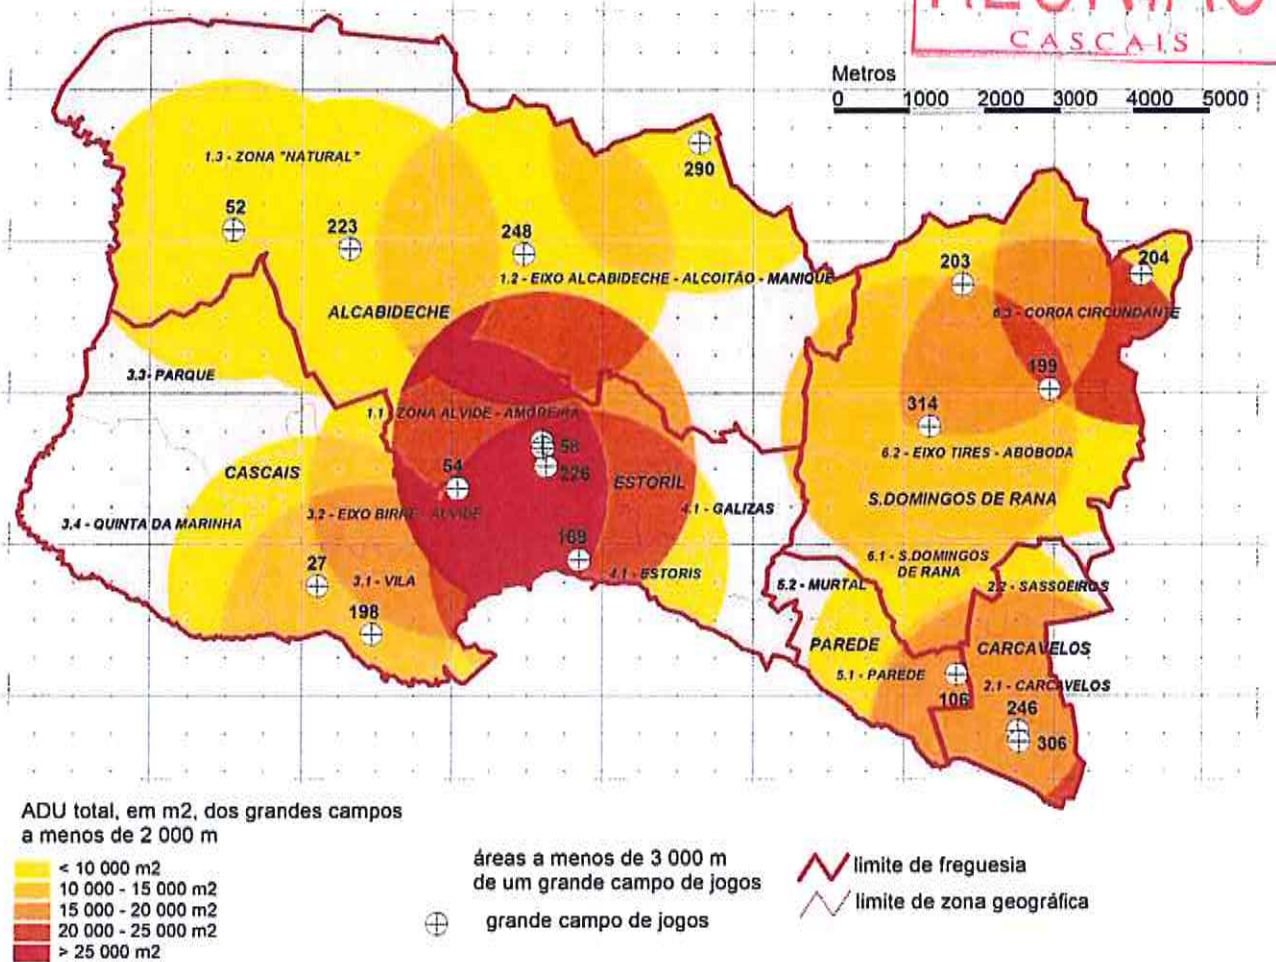 CASCAIS
Metros
0 1000 2000 3000 4000 5000
1.3 - ZONA "NATURAL"
290
52
223
248
203
204
1.2 - EIXO ALCABIDECHE - ALCOITÃO - MANIQUE
ALCABIDECHE
6.3 - COROA CIRCUNDANTE
3.3 - PARQUE
199
314
1.1 ZONA ALVIDE - AMOREIRA
58
6.2 - EIXO TIRES - ABOBODA
CASCAIS
54
226
ESTORIL
S.DOMINGOS DE RANA
3.4 - QUINTA DA MARINHA
3.2 - EIXO BIRRE - ALVIDE
4.1 - GALIZAS
169
27
3.1 - VILA
4.1 - ESTORIS
6.1 - S.DOMINGOS
DE RANA
5.2 - MURTAL
2.2 - SASSOEIROS
198
PAREDE
CARCAVELOS
5.1 - PAREDE
2.1 - CARCAVELOS
106
246
306
ADU total, em m2, dos grandes campos
a menos de 2 000 m
< 10 000 m2
10 000 - 15 000 m2
15 000 - 20 000 m2
20 000 - 25 000 m2
> 25 000 m2
áreas a menos de 3 000 m
de um grande campo de jogos
grande campo de jogos
limite de freguesia
limite de zona geográfica